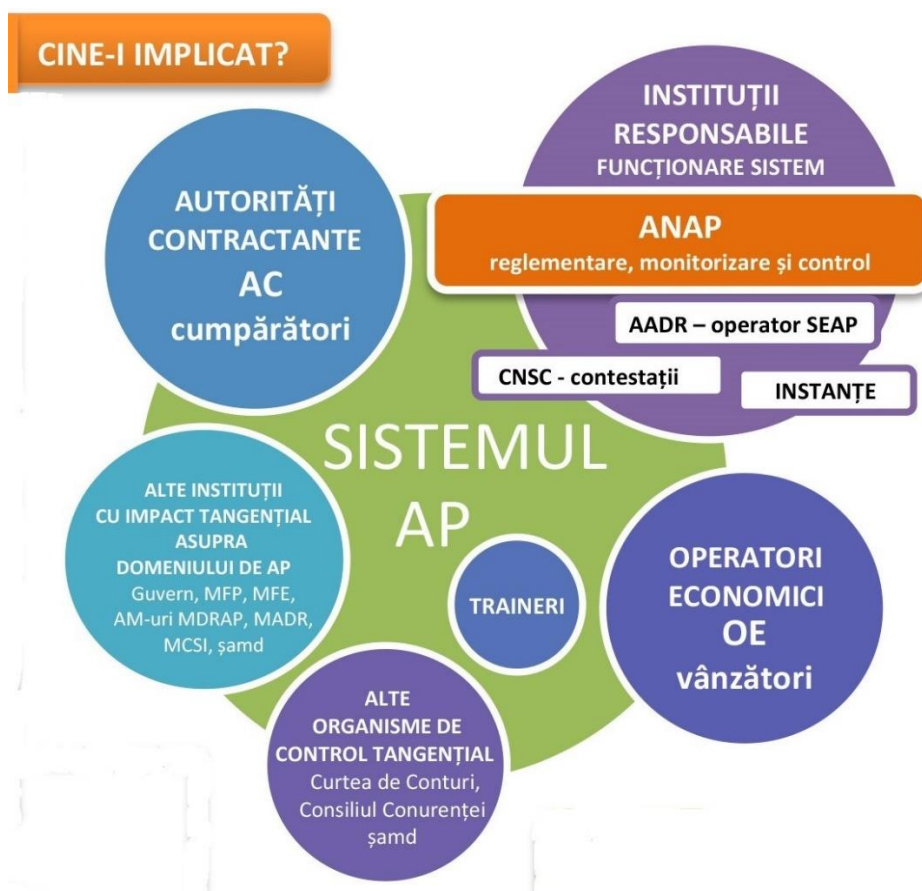 CINE-I IMPLICAT?
INSTITUȚII
RESPONSABILE
FUNCȚIONARE SISTEM
ANAP
reglementare, monitorizare și control
AADR – operator SEAP
CNSC - contestații
INSTANȚE
AUTORITĂȚI
CONTRACTANTE
AC
cumpărători
SISTEMUL
AP
ALTE INSTITUȚII
CU IMPACT TANGENȚIAL
ASUPRA
DOMENIULUI DE AP
Guvern, MFP, MFE,
AM-uri MDRAP, MADR,
MCSI, șamd
TRAINERI
OPERATORI
ECONOMICI
OE
vânzători
ALTE
ORGANISME DE
CONTROL TANGENȚIAL
Curtea de Conturi,
Consiliul Conurenței
șamd